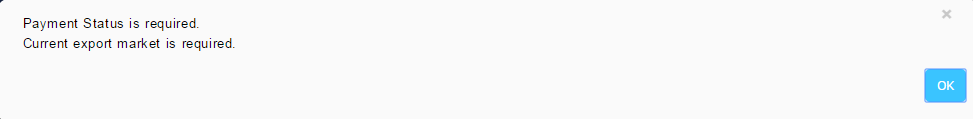 Payment Status is required.
Current export market is required.
×
OK